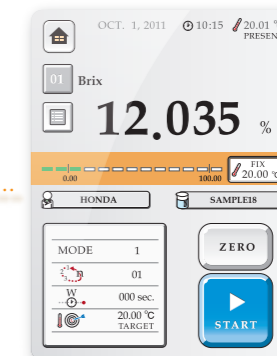 OCT. 1, 2011 10:15 20.01 °
PRESEN
01 Brix
12.035 %
0.00 100.00
FIX
20.00 °C
HONDA SAMPLE18
MODE 1
01
W
000 sec.
20.00 °C
TARGET
ZERO
START